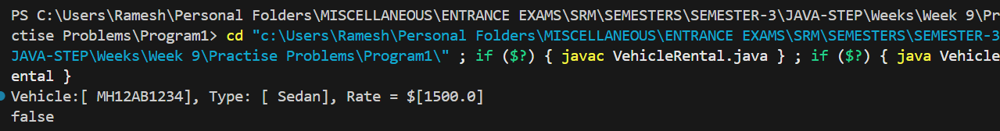 PS C:\Users\Ramesh\Personal Folders\MISCELLANEOUS\ENTRANCE EXAMS\SRM\SEMESTERS\SEMESTER-3\JAVA-STEP\Weeks\Week 9\Pr
ctise Problems\Program1> cd "c:\Users\Ramesh\Personal Folders\MISCELLANEOUS\ENTRANCE EXAMS\SRM\SEMESTERS\SEMESTER-3
JAVA-STEP\Weeks\Week 9\Practise Problems\Program1\" ; if ($?) { javac VehicleRental.java } ; if ($?) { java Vehicle
ental }
Vehicle:[ MH12AB1234], Type: [ Sedan], Rate = $[1500.0]
false